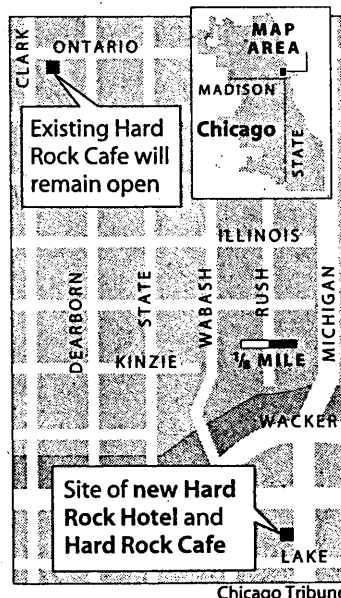 CLARK
ONTARIO
Existing Hard
Rock Cafe will
remain open
MAP
AREA
MADISON
Chicago
STATE
ILLINOIS
DEARBORN
STATE
WABASH
RUSH
MICHIGAN
1/8 MILE
KINZIE
WACKER
Site of new Hard
Rock Hotel and
Hard Rock Cafe
LAKE
Chicago Tribune